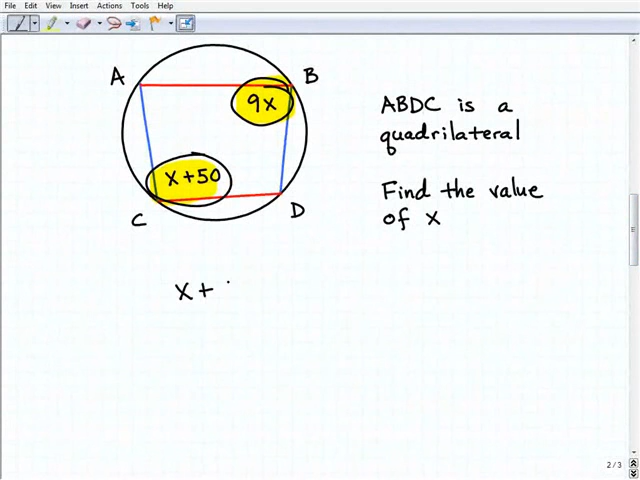 File Edit View Insert Actions Tools Help
A
B
9x
x+50
C
D
ABDC is a
quadrilateral
Find the value
of x
x+
2 / 3